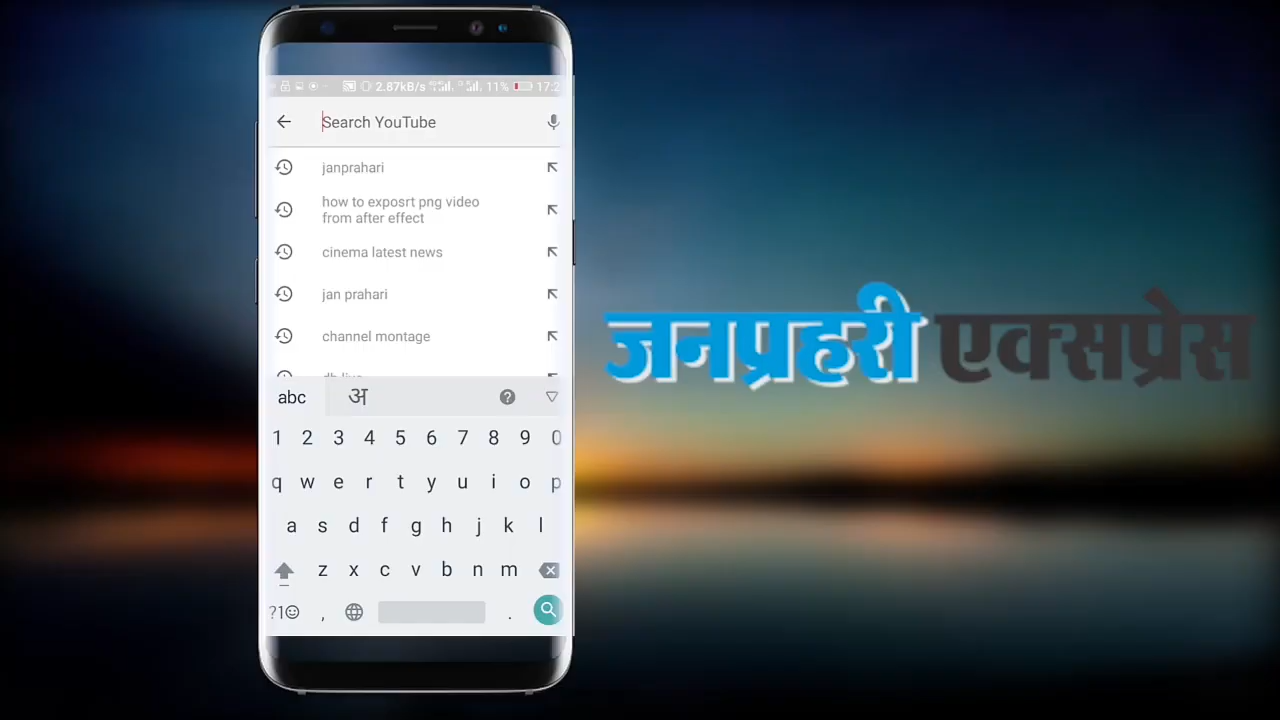 2.87kB/s 11% 17:2
Search YouTube
janprahari
how to exposrt png video
from after effect
cinema latest news
jan prahari
channel montage
db live
abc अ
1 2 3 4 5 6 7 8 9 0
q w e r t y u i o p
a s d f g h j k l
z x c v b n m
?1☺ , .
जनप्रहरी एक्सप्रेस